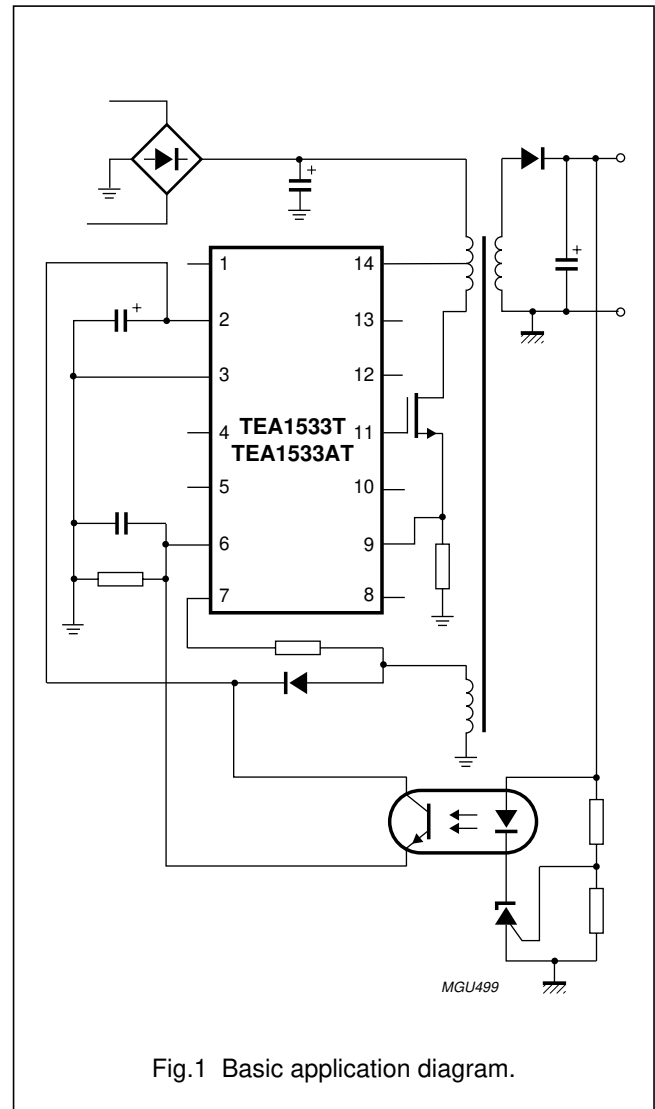 +
+
1 14
+
2 13
3 12
TEA1533T
4 11
TEA1533AT
5 10
6 9
7 8
MGU499
Fig.1 Basic application diagram.